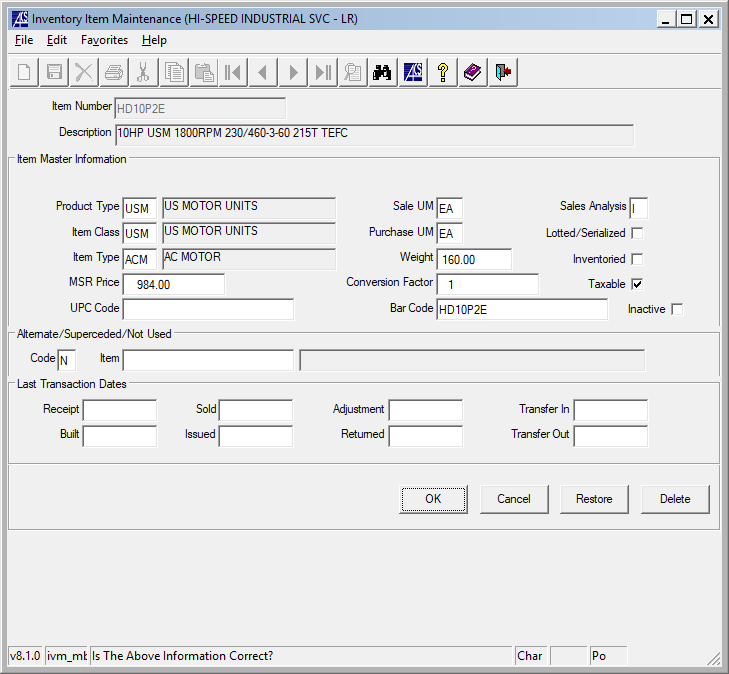 Inventory Item Maintenance (HI-SPEED INDUSTRIAL SVC - LR)
File Edit Favorites Help
Item Number HD10P2E
Description 10HP USM 1800RPM 230/460-3-60 215T TEFC
Item Master Information
Product Type USM US MOTOR UNITS Sale UM EA Sales Analysis I
Item Class USM US MOTOR UNITS Purchase UM EA Lotted/Serialized
Item Type ACM AC MOTOR Weight 160.00 Inventoried
MSR Price 984.00 Conversion Factor 1 Taxable
UPC Code Bar Code HD10P2E Inactive
Alternate/Superceded/Not Used
Code N Item
Last Transaction Dates
Receipt Sold Adjustment Transfer In
Built Issued Returned Transfer Out
OK Cancel Restore Delete
v8.1.0 ivm_mb Is The Above Information Correct? Char Po